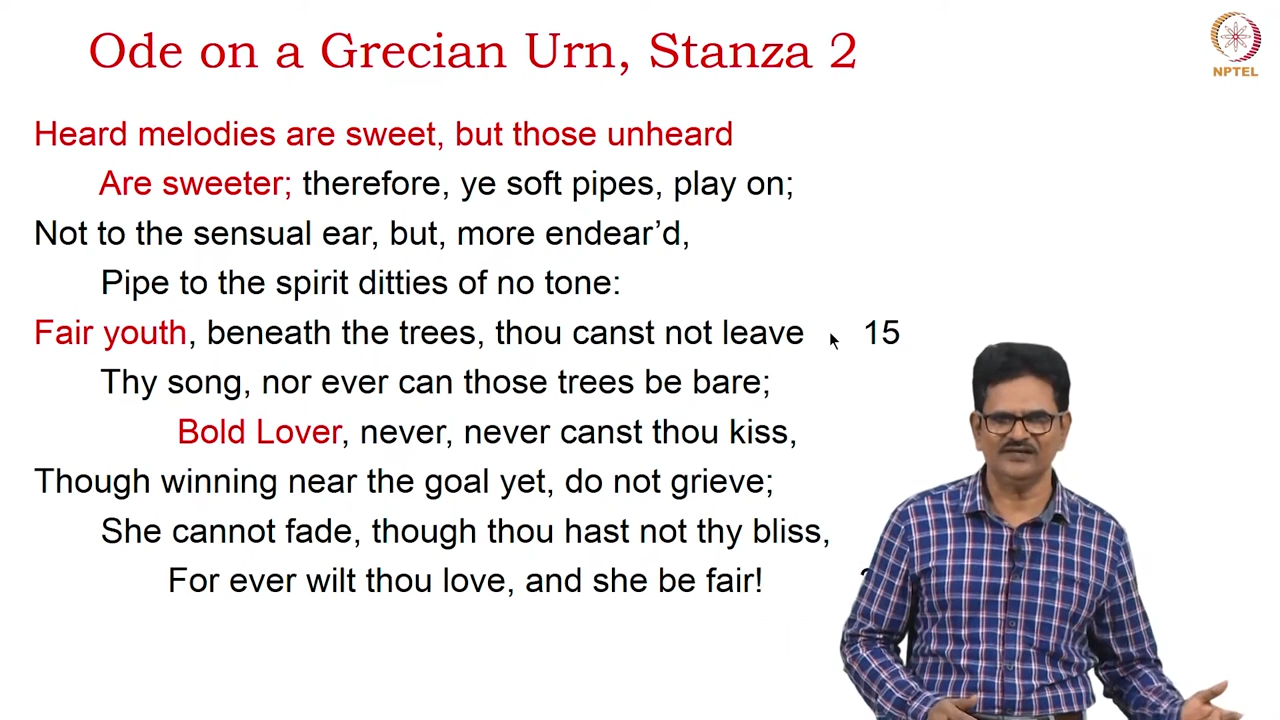 Ode on a Grecian Urn, Stanza 2
NPTEL
Heard melodies are sweet, but those unheard
Are sweeter; therefore, ye soft pipes, play on;
Not to the sensual ear, but, more endear’d,
Pipe to the spirit ditties of no tone:
Fair youth, beneath the trees, thou canst not leave 15
Thy song, nor ever can those trees be bare;
Bold Lover, never, never canst thou kiss,
Though winning near the goal yet, do not grieve;
She cannot fade, though thou hast not thy bliss,
For ever wilt thou love, and she be fair!